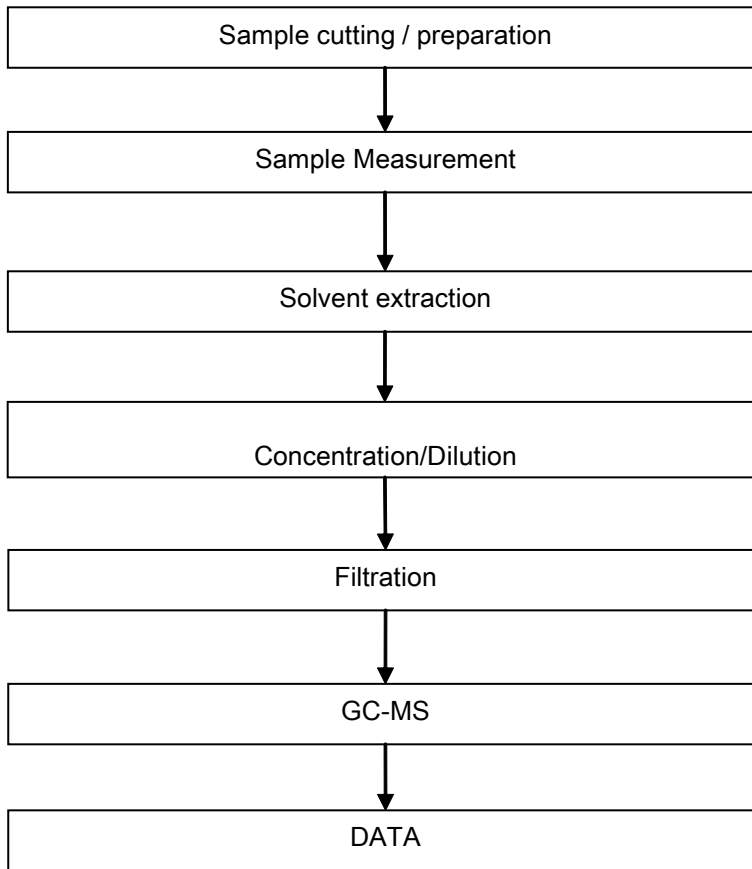 Sample cutting / preparation
Sample Measurement
Solvent extraction
Concentration/Dilution
Filtration
GC-MS
DATA